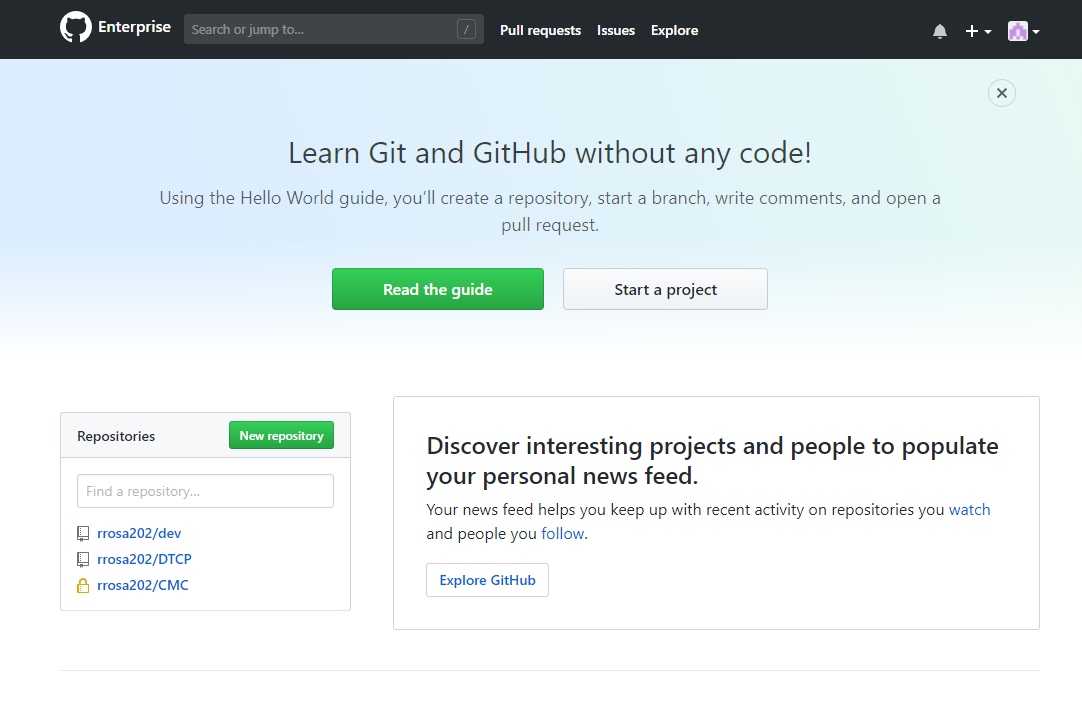 Enterprise
Search or jump to...
/
Pull requests
Issues
Explore
Learn Git and GitHub without any code!
Using the Hello World guide, you’ll create a repository, start a branch, write comments, and open a
pull request.
Read the guide
Start a project
Repositories
New repository
Find a repository...
rrosa202/dev
rrosa202/DTCP
rrosa202/CMC
Discover interesting projects and people to populate
your personal news feed.
Your news feed helps you keep up with recent activity on repositories you watch
and people you follow.
Explore GitHub